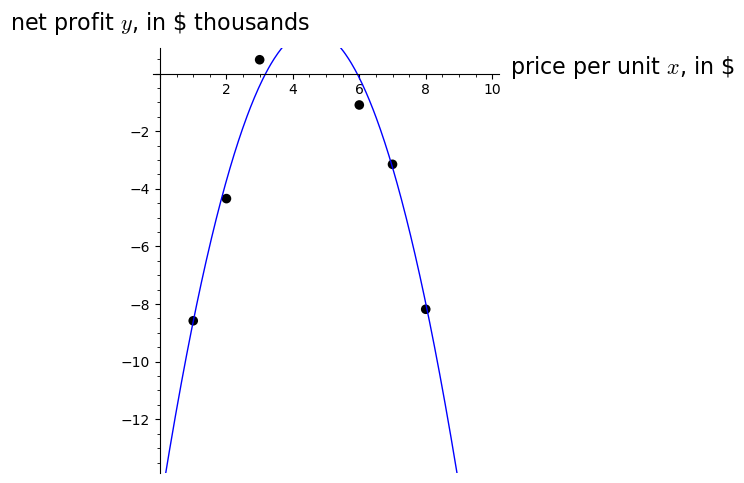 net profit y, in $ thousands
price per unit x, in $
2 4 6 8 10
−2
−4
−6
−8
−10
−12